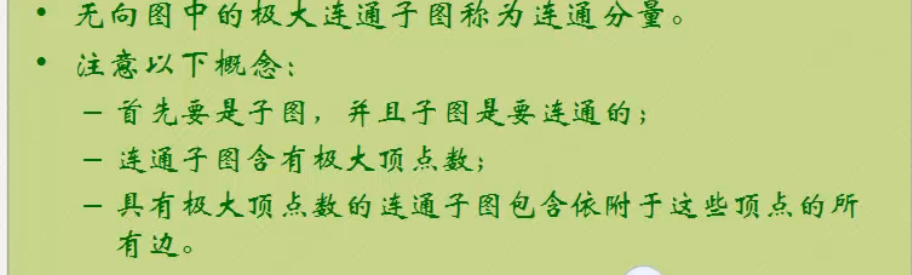 • 无向图中的极大连通子图称为连通分量。
• 注意以下概念：
– 首先要是子图，并且子图是要连通的；
– 连通子图含有极大顶点数；
– 具有极大顶点数的连通子图包含依附于这些顶点的所
有边。